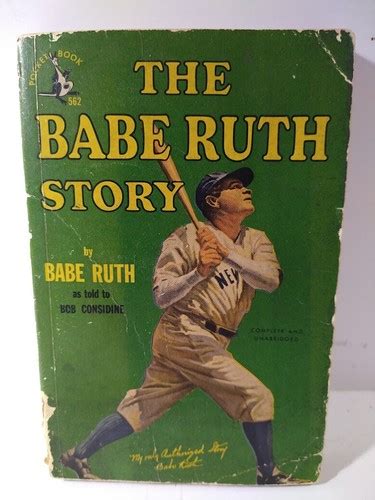 POCKET BOOK
562
THE
BABE RUTH
STORY
by
BABE RUTH
as told to
BOB CONSIDINE
NEW
COMPLETE AND
UNABRIDGED
My only Authorized Story
Babe Ruth